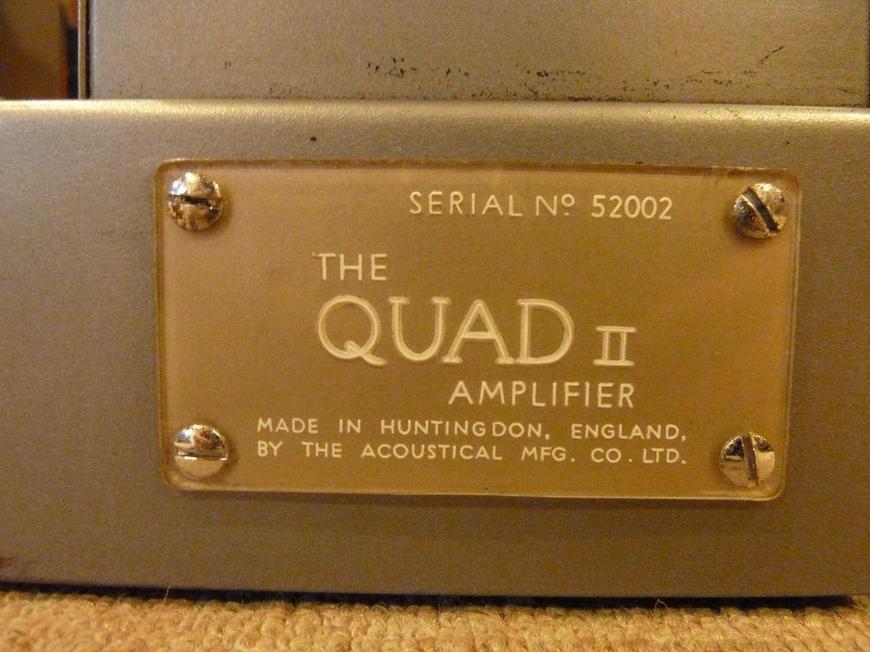 SERIAL Nº 52002
THE
QUAD II
AMPLIFIER
MADE IN HUNTINGDON, ENGLAND,
BY THE ACOUSTICAL MFG. CO. LTD.